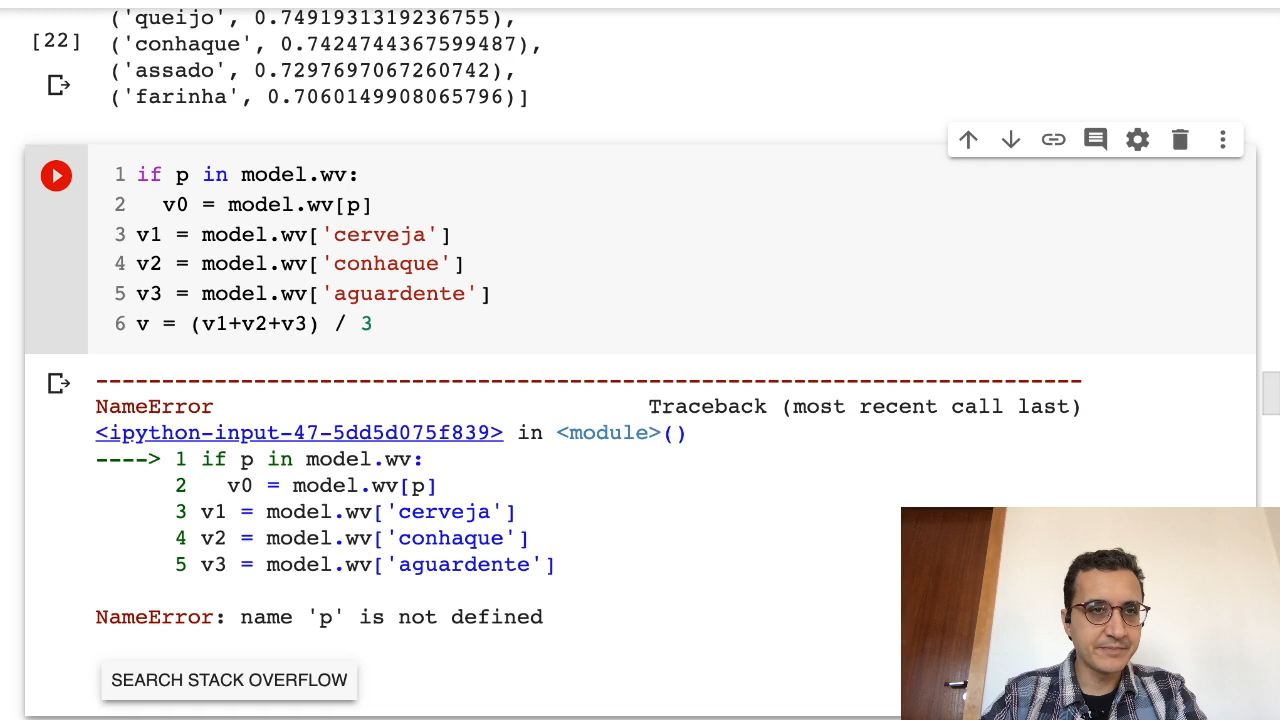 ('queijo', 0.7491931319236755),
[22] ('conhaque', 0.7424744367599487),
('assado', 0.7297697067260742),
('farinha', 0.7060149908065796)]
1 if p in model.wv:
2   v0 = model.wv[p]
3 v1 = model.wv['cerveja']
4 v2 = model.wv['conhaque']
5 v3 = model.wv['aguardente']
6 v = (v1+v2+v3) / 3
---------------------------------------------------------------------------
NameError                                 Traceback (most recent call last)
<ipython-input-47-5dd5d075f839> in <module>()
----> 1 if p in model.wv:
      2   v0 = model.wv[p]
      3 v1 = model.wv['cerveja']
      4 v2 = model.wv['conhaque']
      5 v3 = model.wv['aguardente']
NameError: name 'p' is not defined
SEARCH STACK OVERFLOW